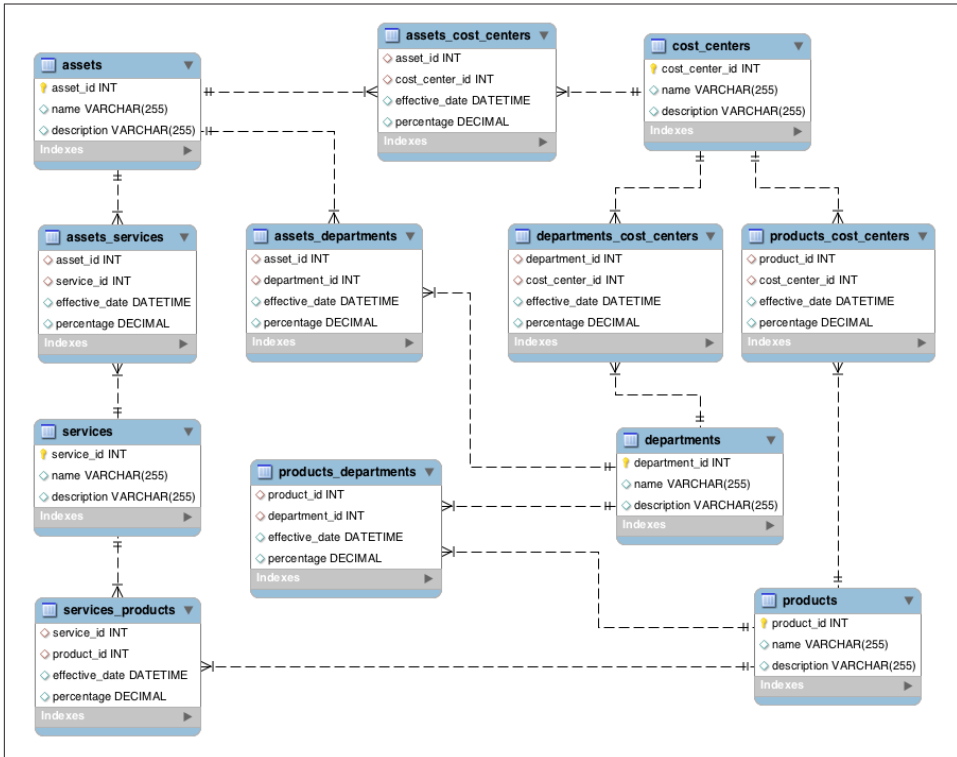 assets_cost_centers
asset_id INT
cost_center_id INT
effective_date DATETIME
percentage DECIMAL
Indexes
cost_centers
cost_center_id INT
name VARCHAR(255)
description VARCHAR(255)
Indexes
assets
asset_id INT
name VARCHAR(255)
description VARCHAR(255)
Indexes
assets_services
asset_id INT
service_id INT
effective_date DATETIME
percentage DECIMAL
Indexes
assets_departments
asset_id INT
department_id INT
effective_date DATETIME
percentage DECIMAL
Indexes
departments_cost_centers
department_id INT
cost_center_id INT
effective_date DATETIME
percentage DECIMAL
Indexes
products_cost_centers
product_id INT
cost_center_id INT
effective_date DATETIME
percentage DECIMAL
Indexes
services
service_id INT
name VARCHAR(255)
description VARCHAR(255)
Indexes
products_departments
product_id INT
department_id INT
effective_date DATETIME
percentage DECIMAL
Indexes
departments
department_id INT
name VARCHAR(255)
description VARCHAR(255)
Indexes
services_products
service_id INT
product_id INT
effective_date DATETIME
percentage DECIMAL
Indexes
products
product_id INT
name VARCHAR(255)
description VARCHAR(255)
Indexes